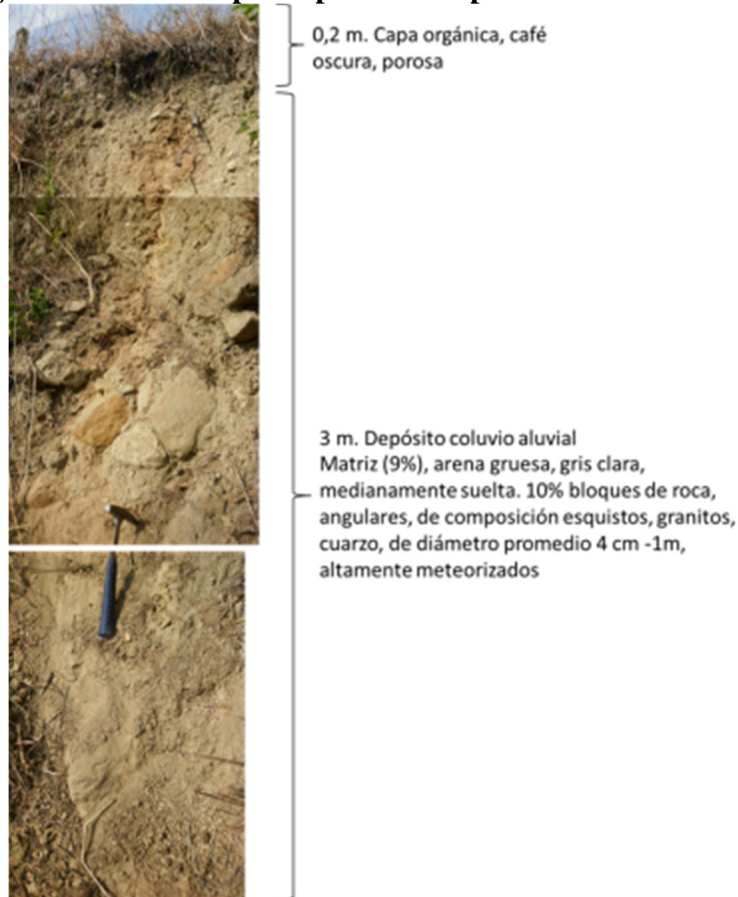 0,2 m. Capa orgánica, café
oscura, porosa
3 m. Depósito coluvio aluvial
Matriz (9%), arena gruesa, gris clara,
medianamente suelta. 10% bloques de roca,
angulares, de composición esquistos, granitos,
cuarzo, de diámetro promedio 4 cm -1m,
altamente meteorizados